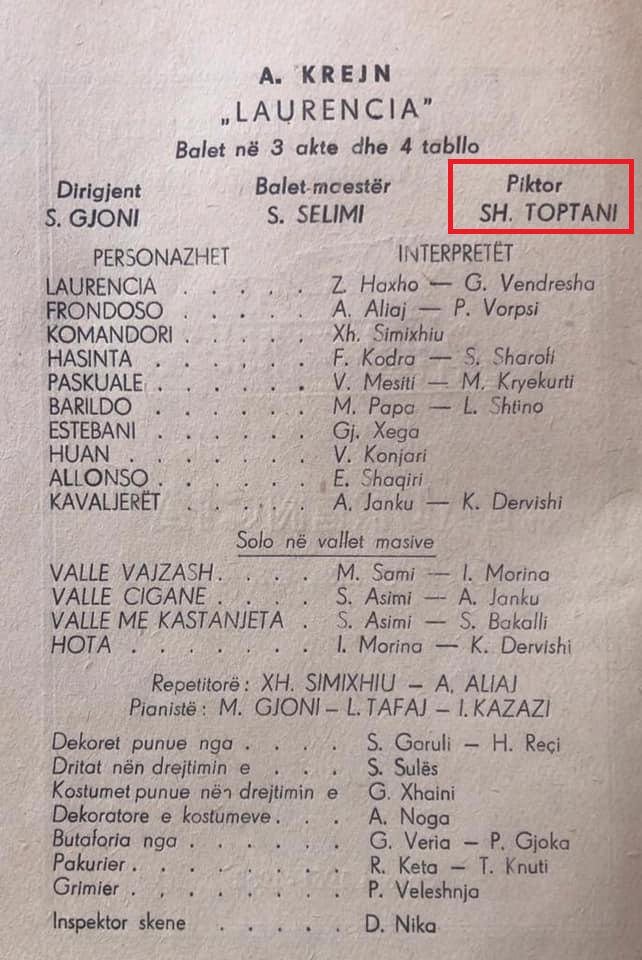 A. KREJN
„LAURENCIA”
Balet në 3 akte dhe 4 tabllo
Dirigjent Balet-maestër Piktor
S. GJONI S. SELIMI SH. TOPTANI
PERSONAZHET INTERPRETËT
LAURENCIA . . . . . Z. Haxho — G. Vendresha
FRONDOSO . . . . . A. Aliaj — P. Vorpsi
KOMANDORI . . . . . Xh. Simixhiu
HASINTA . . . . . . F. Kodra — S. Sharoli
PASKUALE . . . . . . V. Mesiti — M. Kryekurti
BARILDO . . . . . . M. Papa — L. Shtino
ESTEBANI . . . . . . Gj. Xega
HUAN . . . . . . . V. Konjari
ALLONSO . . . . . . E. Shaqiri
KAVALJERËT . . . . . A. Janku — K. Dervishi
Solo në vallet masive
VALLE VAJZASH . . . . M. Sami — I. Morina
VALLE CIGANE . . . . S. Asimi — A. Janku
VALLE ME KASTANJETA . S. Asimi — S. Bakalli
HOTA . . . . . . . I. Morina — K. Dervishi
Repetitorë : XH. SIMIXHIU — A. ALIAJ
Pianistë : M. GJONI — L. TAFAJ — I. KAZAZI
Dekoret punue nga . . . . S. Garuli — H. Reçi
Dritat nën drejtimin e . . . S. Sulës
Kostumet punue nën drejtimin e G. Xhaini
Dekoratore e kostumeve . . . A. Noga
Butaforia nga . . . . . G. Veria — P. Gjoka
Pakurier . . . . . . . R. Keta — T. Knuti
Grimier . . . . . . . P. Veleshnja
Inspektor skene . . . . . D. Nika